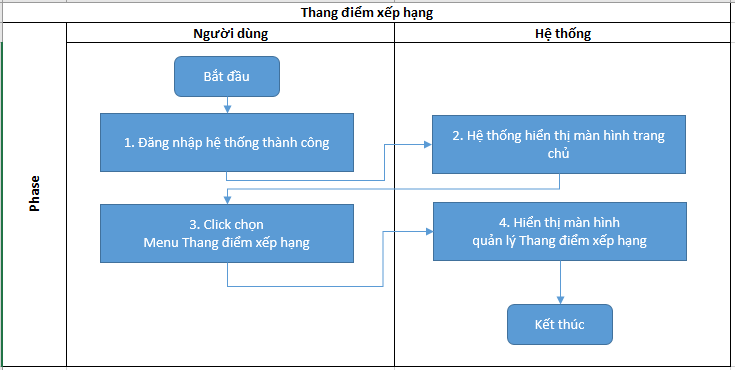 Thang điểm xếp hạng
Người dùng
Hệ thống
Phase
Bắt đầu
1. Đăng nhập hệ thống thành công
2. Hệ thống hiển thị màn hình trang
chủ
3. Click chọn
Menu Thang điểm xếp hạng
4. Hiển thị màn hình
quản lý Thang điểm xếp hạng
Kết thúc